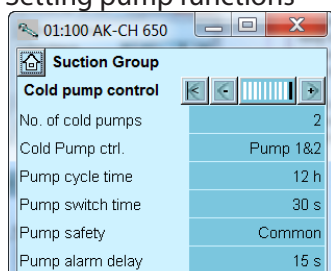 Setting pump functions
01:100 AK-CH 650
Suction Group
Cold pump control
No. of cold pumps 2
Cold Pump ctrl. Pump 1&2
Pump cycle time 12 h
Pump switch time 30 s
Pump safety Common
Pump alarm delay 15 s